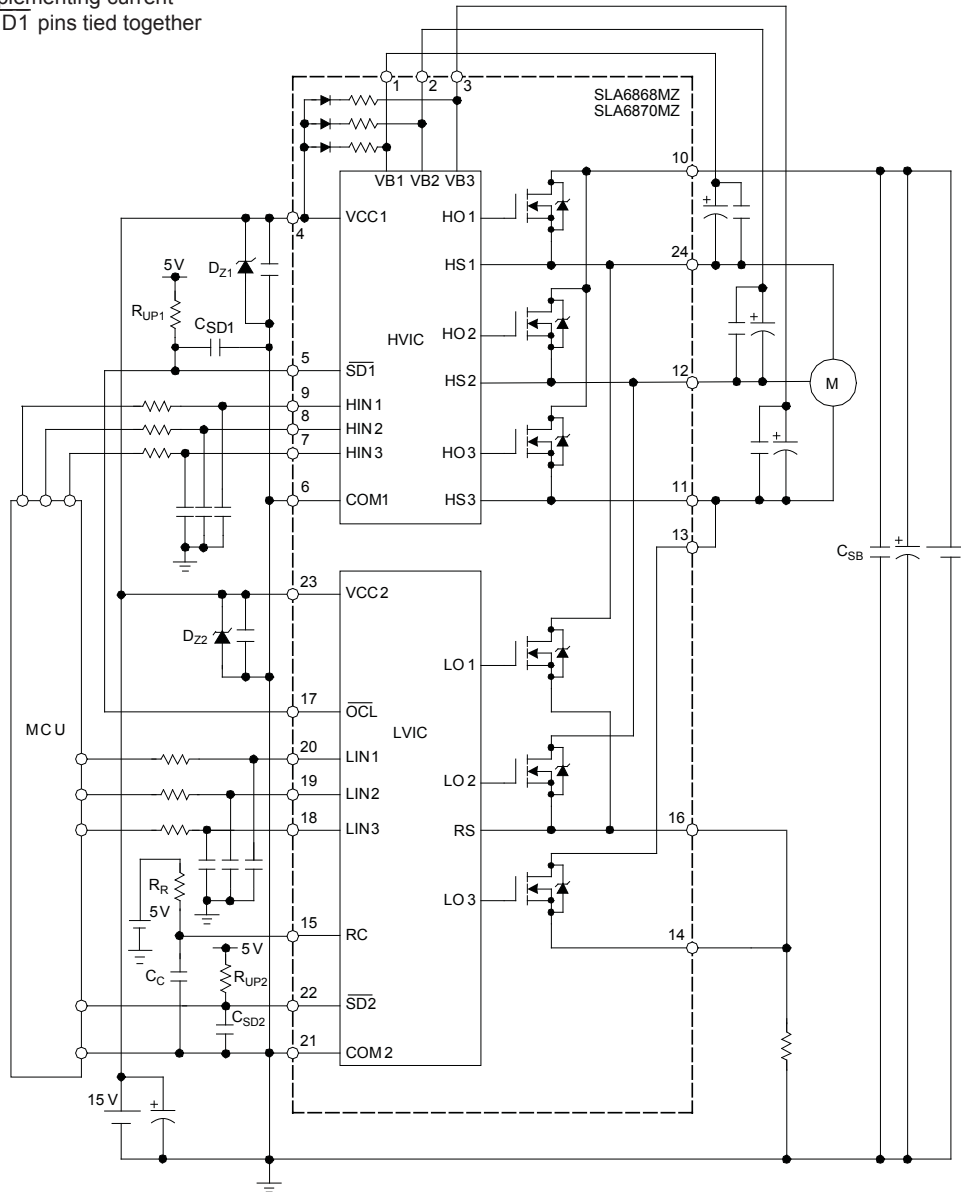 plementing current
D1 pins tied together
1
2
3
SLA6868MZ
SLA6870MZ
10
VB1 VB2 VB3
VCC1
4
HO1
24
5V
DZ1
HS1
RUP1
CSD1
HVIC
HO2
5
SD1
HS2
12
M
9
HIN1
8
HIN2
7
HIN3
HO3
6
COM1
HS3
11
13
CSB
23
VCC2
DZ2
LO1
17
OCL
MCU
LVIC
20
LIN1
19
LIN2
LO2
18
LIN3
RS
16
RR
5V
LO3
15
RC
14
5V
CC
RUP2
22
SD2
CSD2
21
COM2
15V